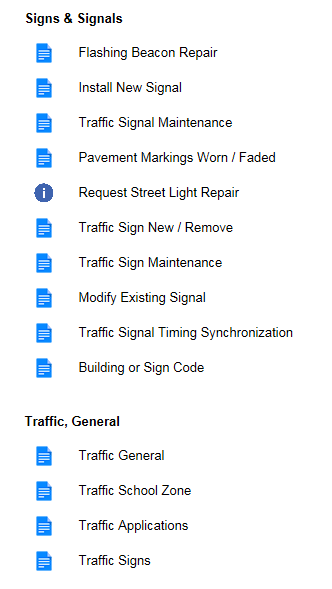 Signs & Signals
Flashing Beacon Repair
Install New Signal
Traffic Signal Maintenance
Pavement Markings Worn / Faded
Request Street Light Repair
Traffic Sign New / Remove
Traffic Sign Maintenance
Modify Existing Signal
Traffic Signal Timing Synchronization
Building or Sign Code
Traffic, General
Traffic General
Traffic School Zone
Traffic Applications
Traffic Signs